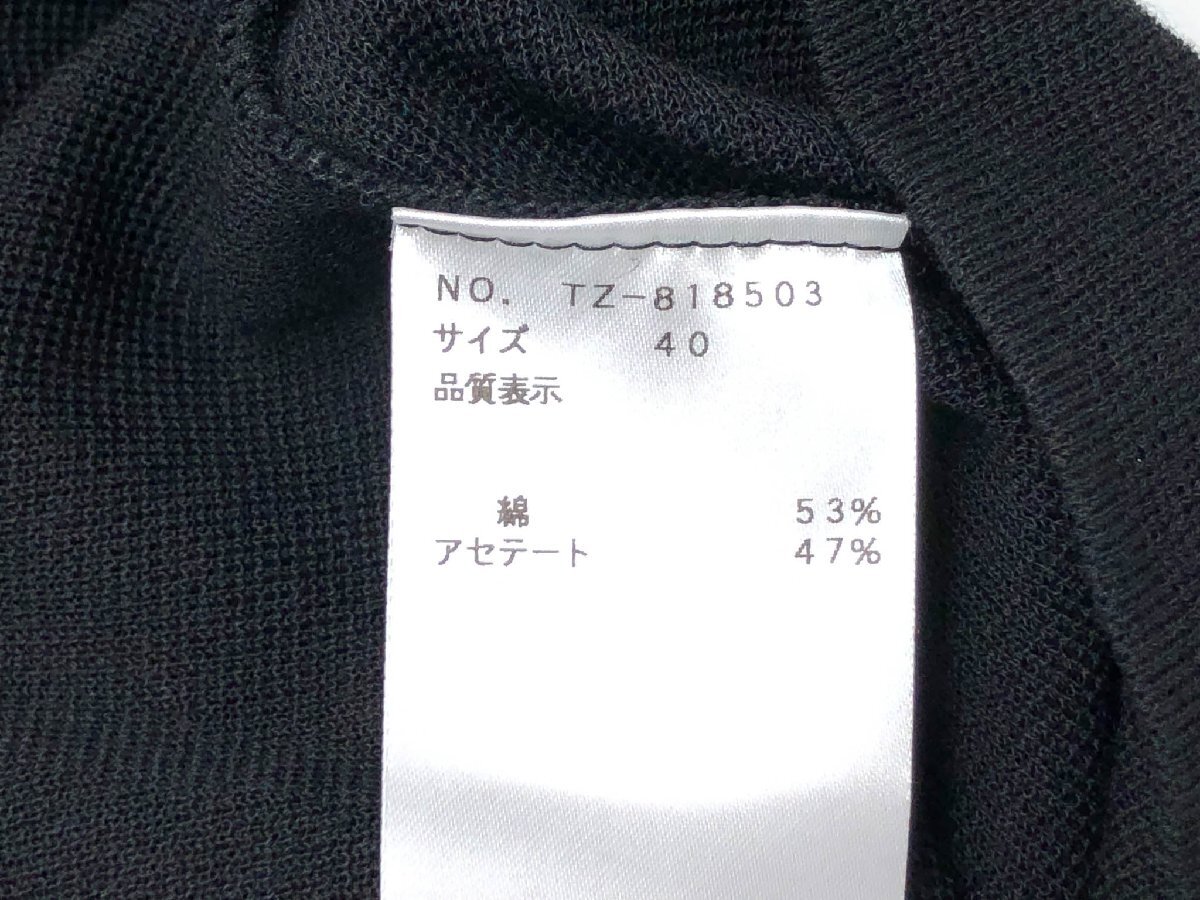 NO. TZ-818503
サイズ 40
品質表示
綿 53%
アセテート 47%